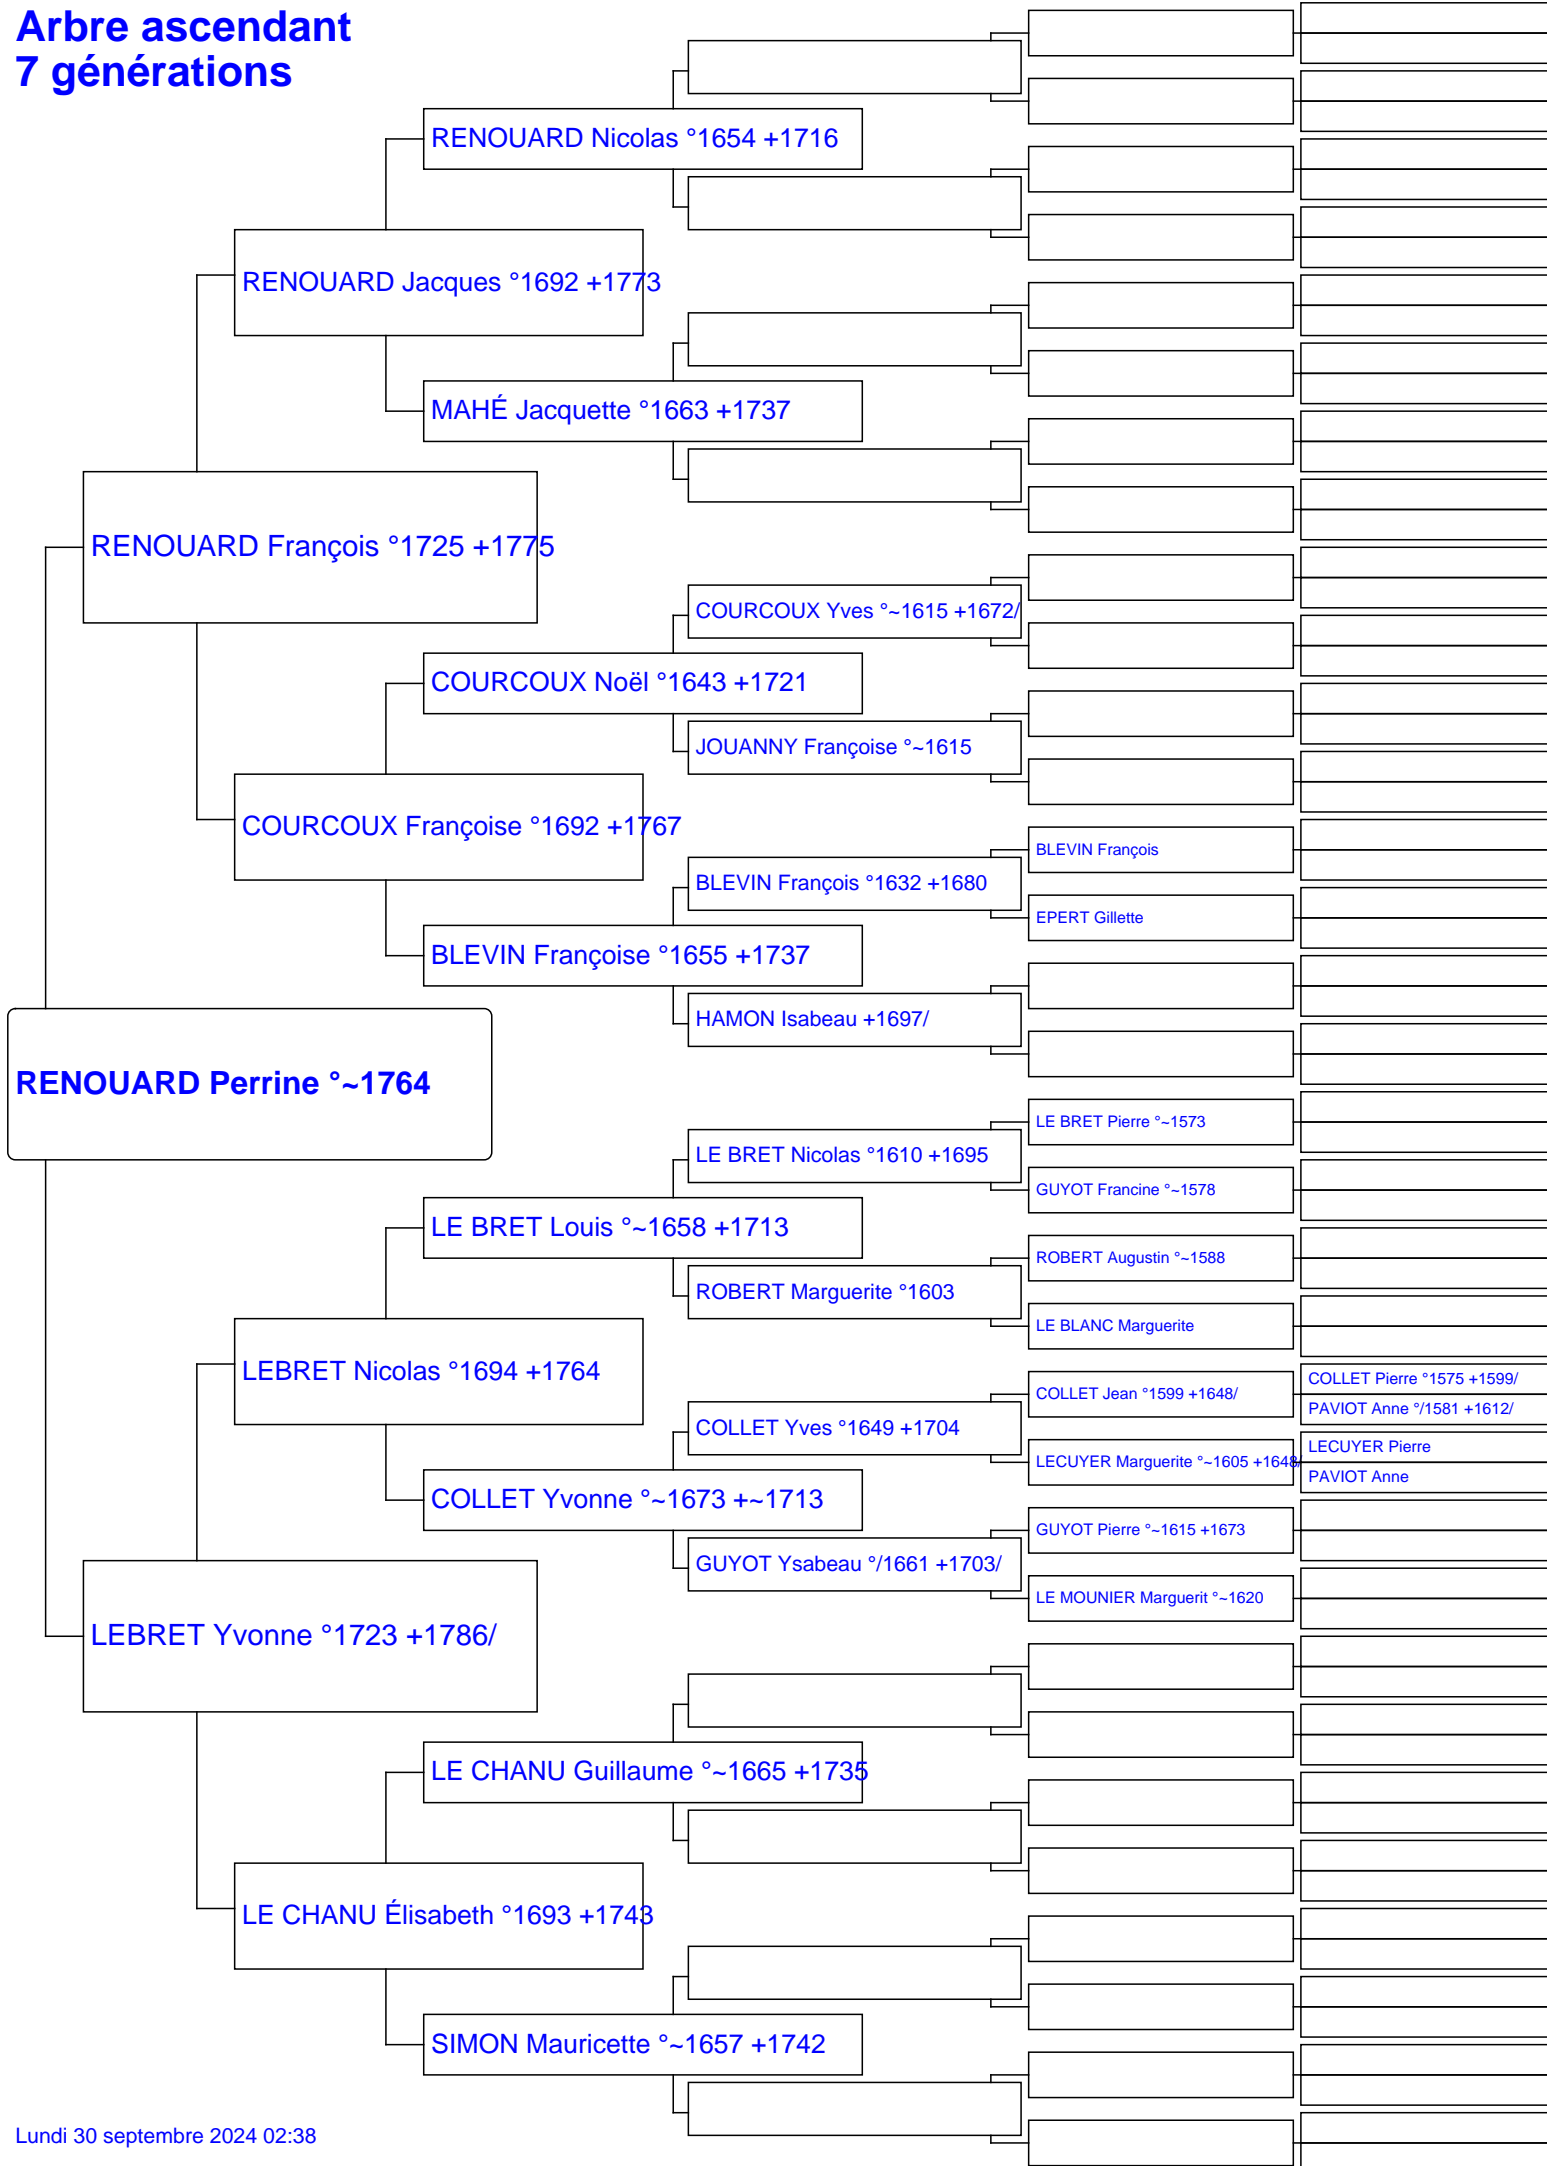 Arbre ascendant
7 générations
RENOUARD Nicolas °1654 +1716
RENOUARD Jacques °1692 +1773
MAHÉ Jacquette °1663 +1737
RENOUARD François °1725 +1775
COURCOUX Yves °~1615 +1672/
COURCOUX Noël °1643 +1721
JOUANNY Françoise °~1615
COURCOUX Françoise °1692 +1767
BLEVIN François
BLEVIN François °1632 +1680
EPERT Gillette
BLEVIN Françoise °1655 +1737
HAMON Isabeau +1697/
RENOUARD Perrine °~1764
LE BRET Pierre °~1573
LE BRET Nicolas °1610 +1695
GUYOT Francine °~1578
LE BRET Louis °~1658 +1713
ROBERT Augustin °~1588
ROBERT Marguerite °1603
LE BLANC Marguerite
LEBRET Nicolas °1694 +1764
COLLET Pierre °1575 +1599/
COLLET Jean °1599 +1648/
PAVIOT Anne °/1581 +1612/
COLLET Yves °1649 +1704
LECUYER Pierre
LECUYER Marguerite °~1605 +1648/
PAVIOT Anne
COLLET Yvonne °~1673 +~1713
GUYOT Pierre °~1615 +1673
GUYOT Ysabeau °/1661 +1703/
LE MOUNIER Marguerit °~1620
LEBRET Yvonne °1723 +1786/
LE CHANU Guillaume °~1665 +1735
LE CHANU Élisabeth °1693 +1743
SIMON Mauricette °~1657 +1742
Lundi 30 septembre 2024 02:38